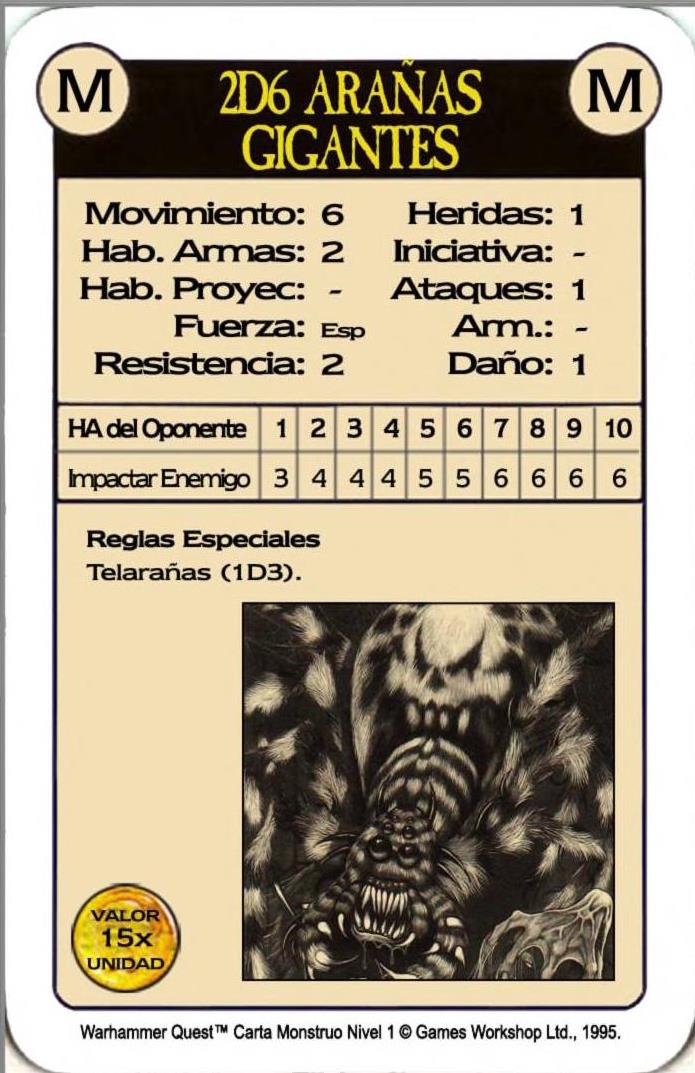 M
M
2D6 ARAÑAS
GIGANTES
Movimiento: 6 Heridas: 1
Hab. Armas: 2 Iniciativa: -
Hab. Proyec: - Ataques: 1
Fuerza: Esp Arm.: -
Resistencia: 2 Daño: 1
HA del Oponente 1 2 3 4 5 6 7 8 9 10
Impactar Enemigo 3 4 4 4 5 5 6 6 6 6
Reglas Especiales
Telarañas (1D3).
VALOR
15x
UNIDAD
Warhammer Quest™ Carta Monstruo Nivel 1 © Games Workshop Ltd., 1995.